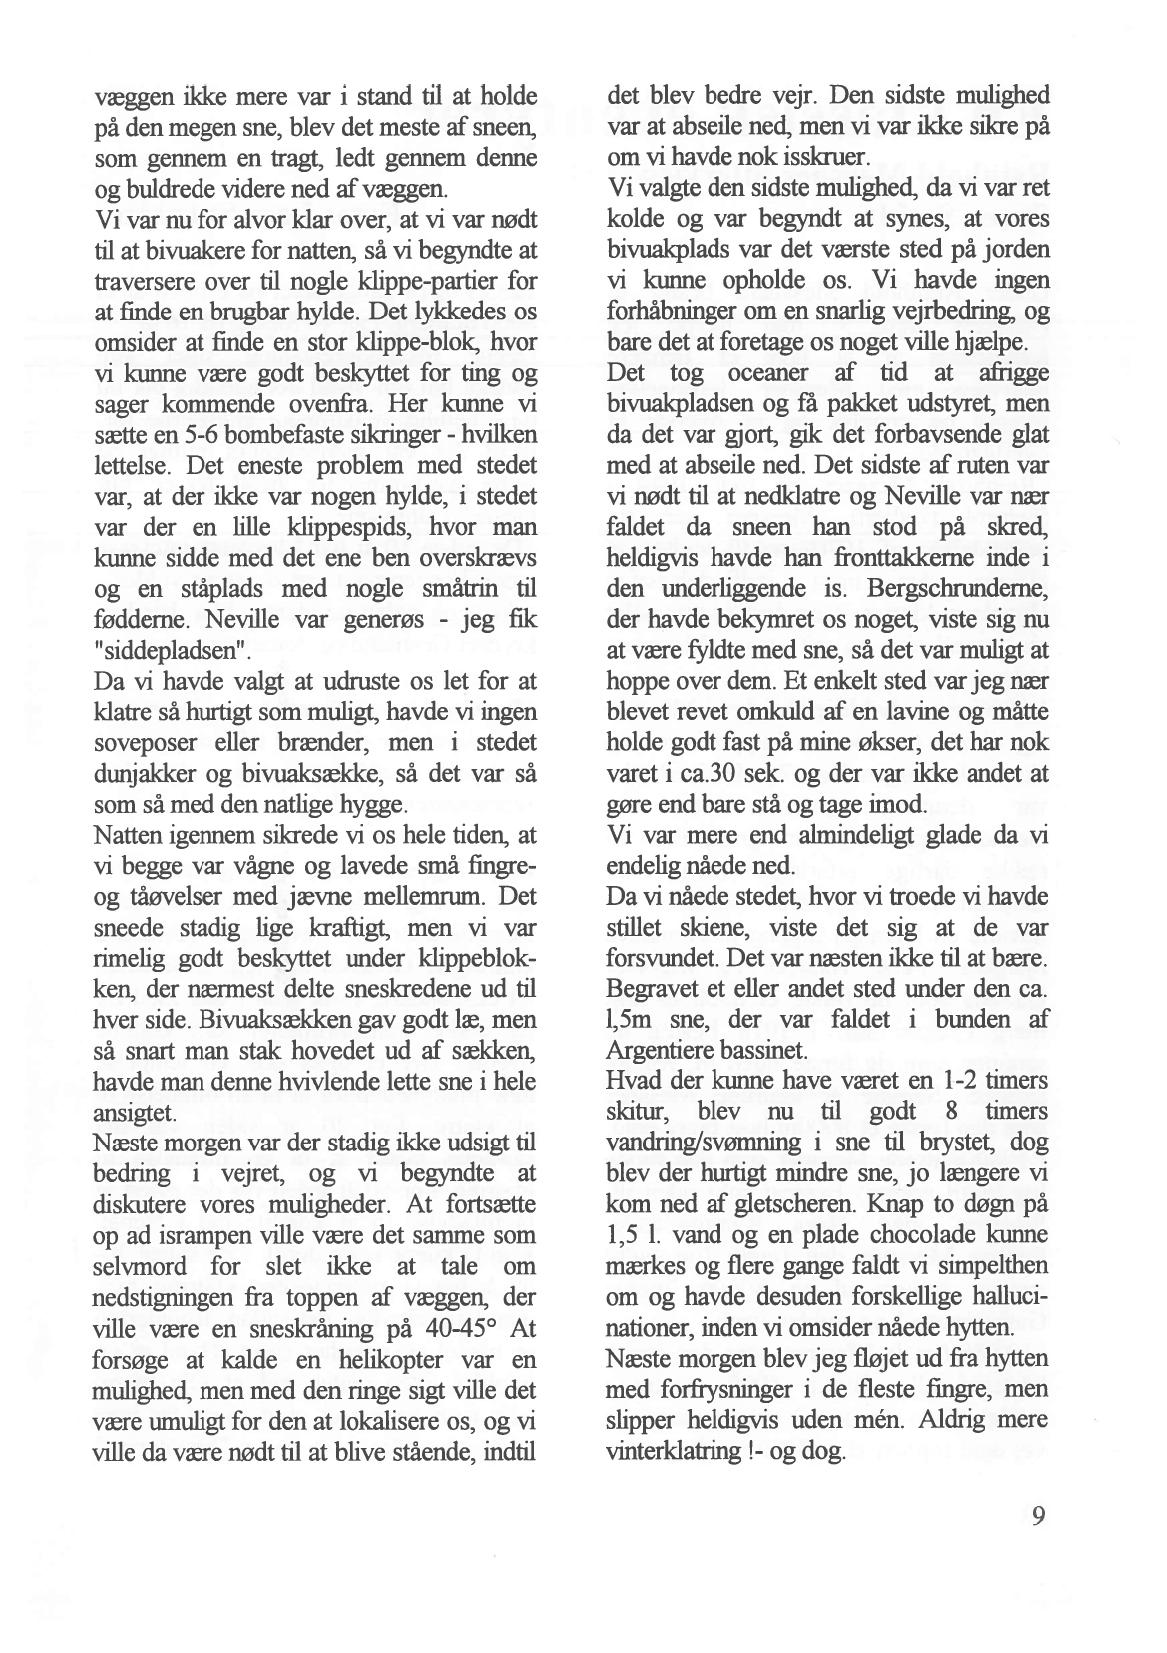 væggen ikke mere var i stand til at holde
på den megen sne, blev det meste af sneen,
som gennem en tragt, ledt gennem denne
og buldrede videre ned af væggen.
Vi var nu for alvor klar over, at vi var nødt
til at bivuakere for natten, så vi begyndte at
traversere over til nogle klippe-partier for
at finde en brugbar hylde. Det lykkedes os
omsider at finde en stor klippe-blok, hvor
vi kunne være godt beskyttet for ting og
sager kommende ovenfra. Her kunne vi
sætte en 5-6 bombefaste sikringer - hvilken
lettelse. Det eneste problem med stedet
var, at der ikke var nogen hylde, i stedet
var der en lille klippespids, hvor man
kunne sidde med det ene ben overskrævs
og en ståplads med nogle småtrin til
fødderne. Neville var generøs - jeg fik
"siddepladsen".
Da vi havde valgt at udruste os let for at
klatre så hurtigt som muligt, havde vi ingen
soveposer eller brænder, men i stedet
dunjakker og bivuaksække, så det var så
som så med den natlige hygge.
Natten igennem sikrede vi os hele tiden, at
vi begge var vågne og lavede små fingre-
og tåøvelser med jævne mellemrum. Det
sneede stadig lige kraftigt, men vi var
rimelig godt beskyttet under klippeblok-
ken, der nærmest delte sneskredene ud til
hver side. Bivuaksækken gav godt læ, men
så snart man stak hovedet ud af sækken,
havde man denne hvivlende lette sne i hele
ansigtet.
Næste morgen var der stadig ikke udsigt til
bedring i vejret, og vi begyndte at
diskutere vores muligheder. At fortsætte
op ad isrampen ville være det samme som
selvmord for slet ikke at tale om
nedstigningen fra toppen af væggen, der
ville være en sneskråning på 40-45° At
forsøge at kalde en helikopter var en
mulighed, men med den ringe sigt ville det
være umuligt for den at lokalisere os, og vi
ville da være nødt til at blive stående, indtil
det blev bedre vejr. Den sidste mulighed
var at abseile ned, men vi var ikke sikre på
om vi havde nok isskruer.
Vi valgte den sidste mulighed, da vi var ret
kolde og var begyndt at synes, at vores
bivuakplads var det værste sted på jorden
vi kunne opholde os. Vi havde ingen
forhåbninger om en snarlig vejrbedring, og
bare det at foretage os noget ville hjælpe.
Det tog oceaner af tid at afrigge
bivuakpladsen og få pakket udstyret, men
da det var gjort, gik det forbavsende glat
med at abseile ned. Det sidste af ruten var
vi nødt til at nedklatre og Neville var nær
faldet da sneen han stod på skred,
heldigvis havde han fronttakkerne inde i
den underliggende is. Bergschrunderne,
der havde bekymret os noget, viste sig nu
at være fyldte med sne, så det var muligt at
hoppe over dem. Et enkelt sted var jeg nær
blevet revet omkuld af en lavine og måtte
holde godt fast på mine økser, det har nok
varet i ca.30 sek. og der var ikke andet at
gøre end bare stå og tage imod.
Vi var mere end almindeligt glade da vi
endelig nåede ned.
Da vi nåede stedet, hvor vi troede vi havde
stillet skiene, viste det sig at de var
forsvundet. Det var næsten ikke til at bære.
Begravet et eller andet sted under den ca.
1,5m sne, der var faldet i bunden af
Argentiere bassinet.
Hvad der kunne have været en 1-2 timers
skitur, blev nu til godt 8 timers
vandring/svømning i sne til brystet, dog
blev der hurtigt mindre sne, jo længere vi
kom ned af gletscheren. Knap to døgn på
1,5 l. vand og en plade chocolade kunne
mærkes og flere gange faldt vi simpelthen
om og havde desuden forskellige halluci-
nationer, inden vi omsider nåede hytten.
Næste morgen blev jeg fløjet ud fra hytten
med forfrysninger i de fleste fingre, men
slipper heldigvis uden mén. Aldrig mere
vinterklatring !- og dog.
9